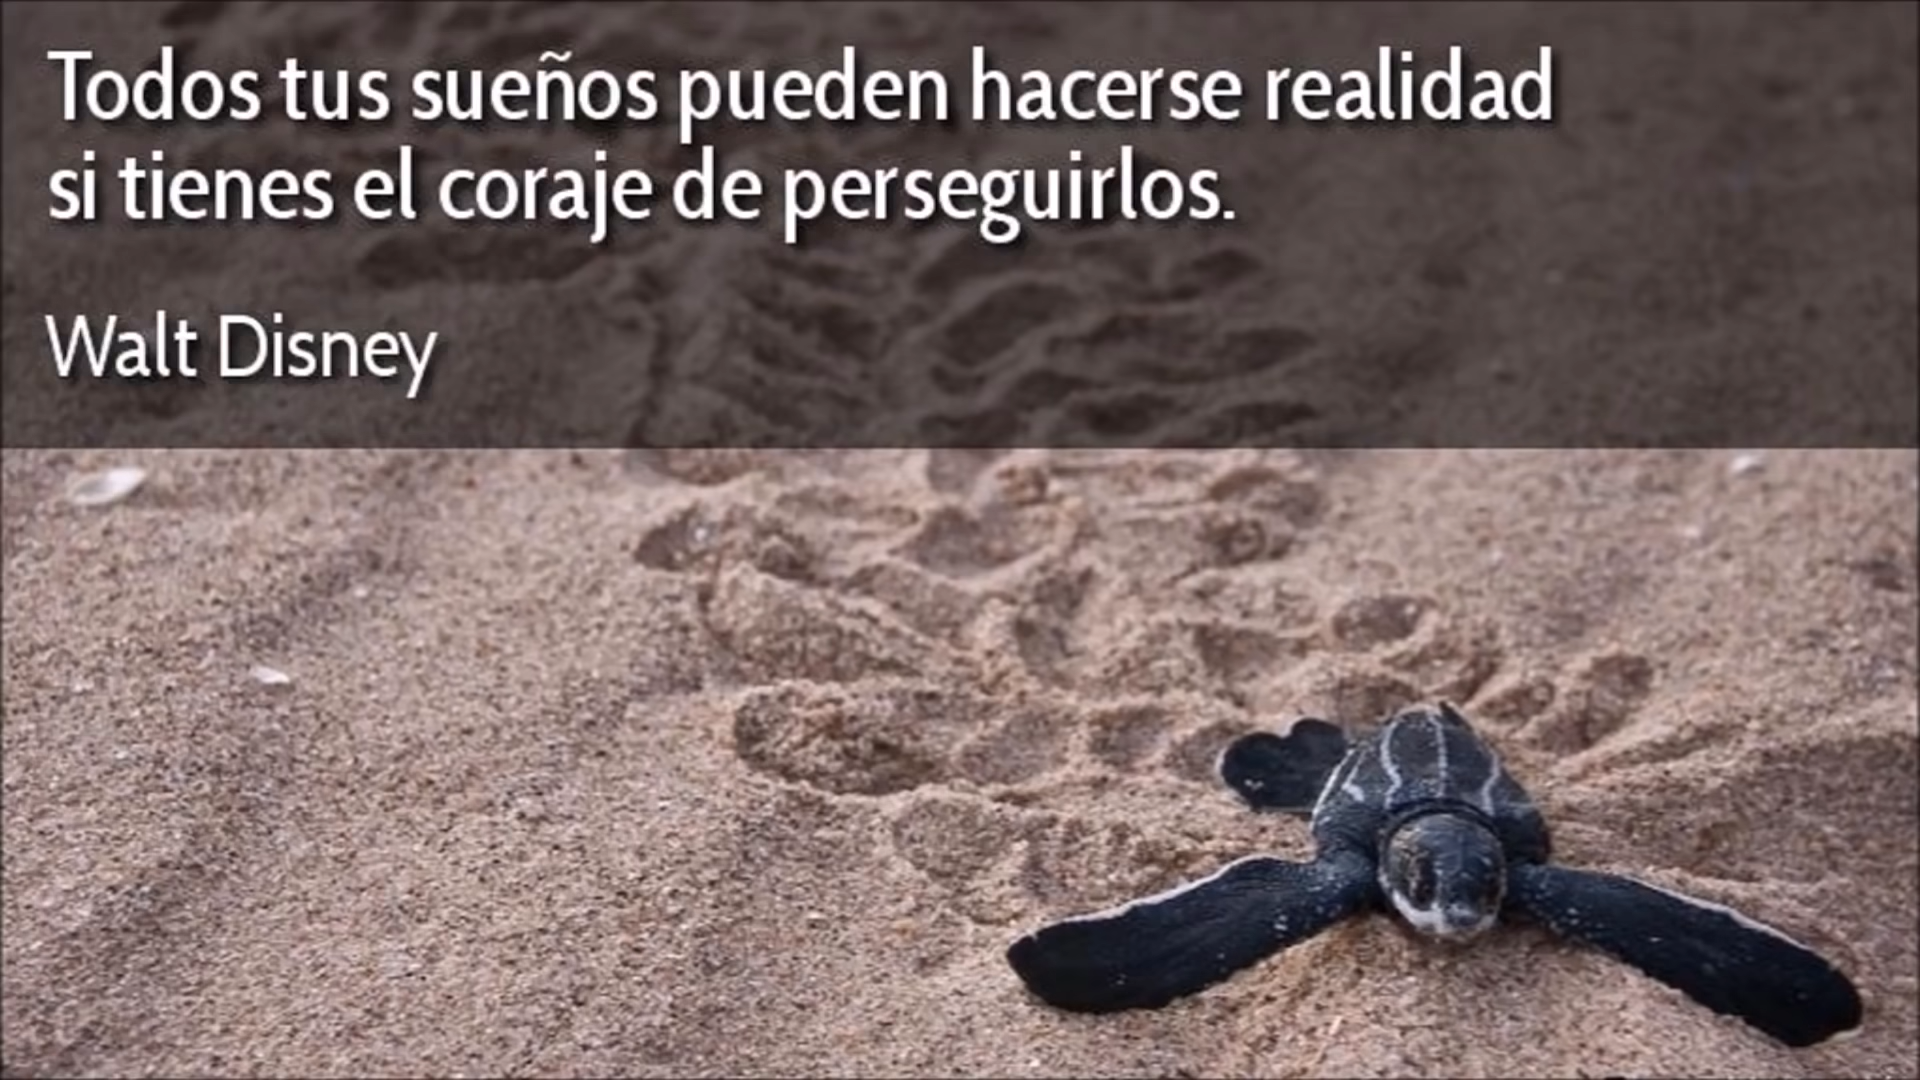 Todos tus sueños pueden hacerse realidad
si tienes el coraje de perseguirlos.
Walt Disney